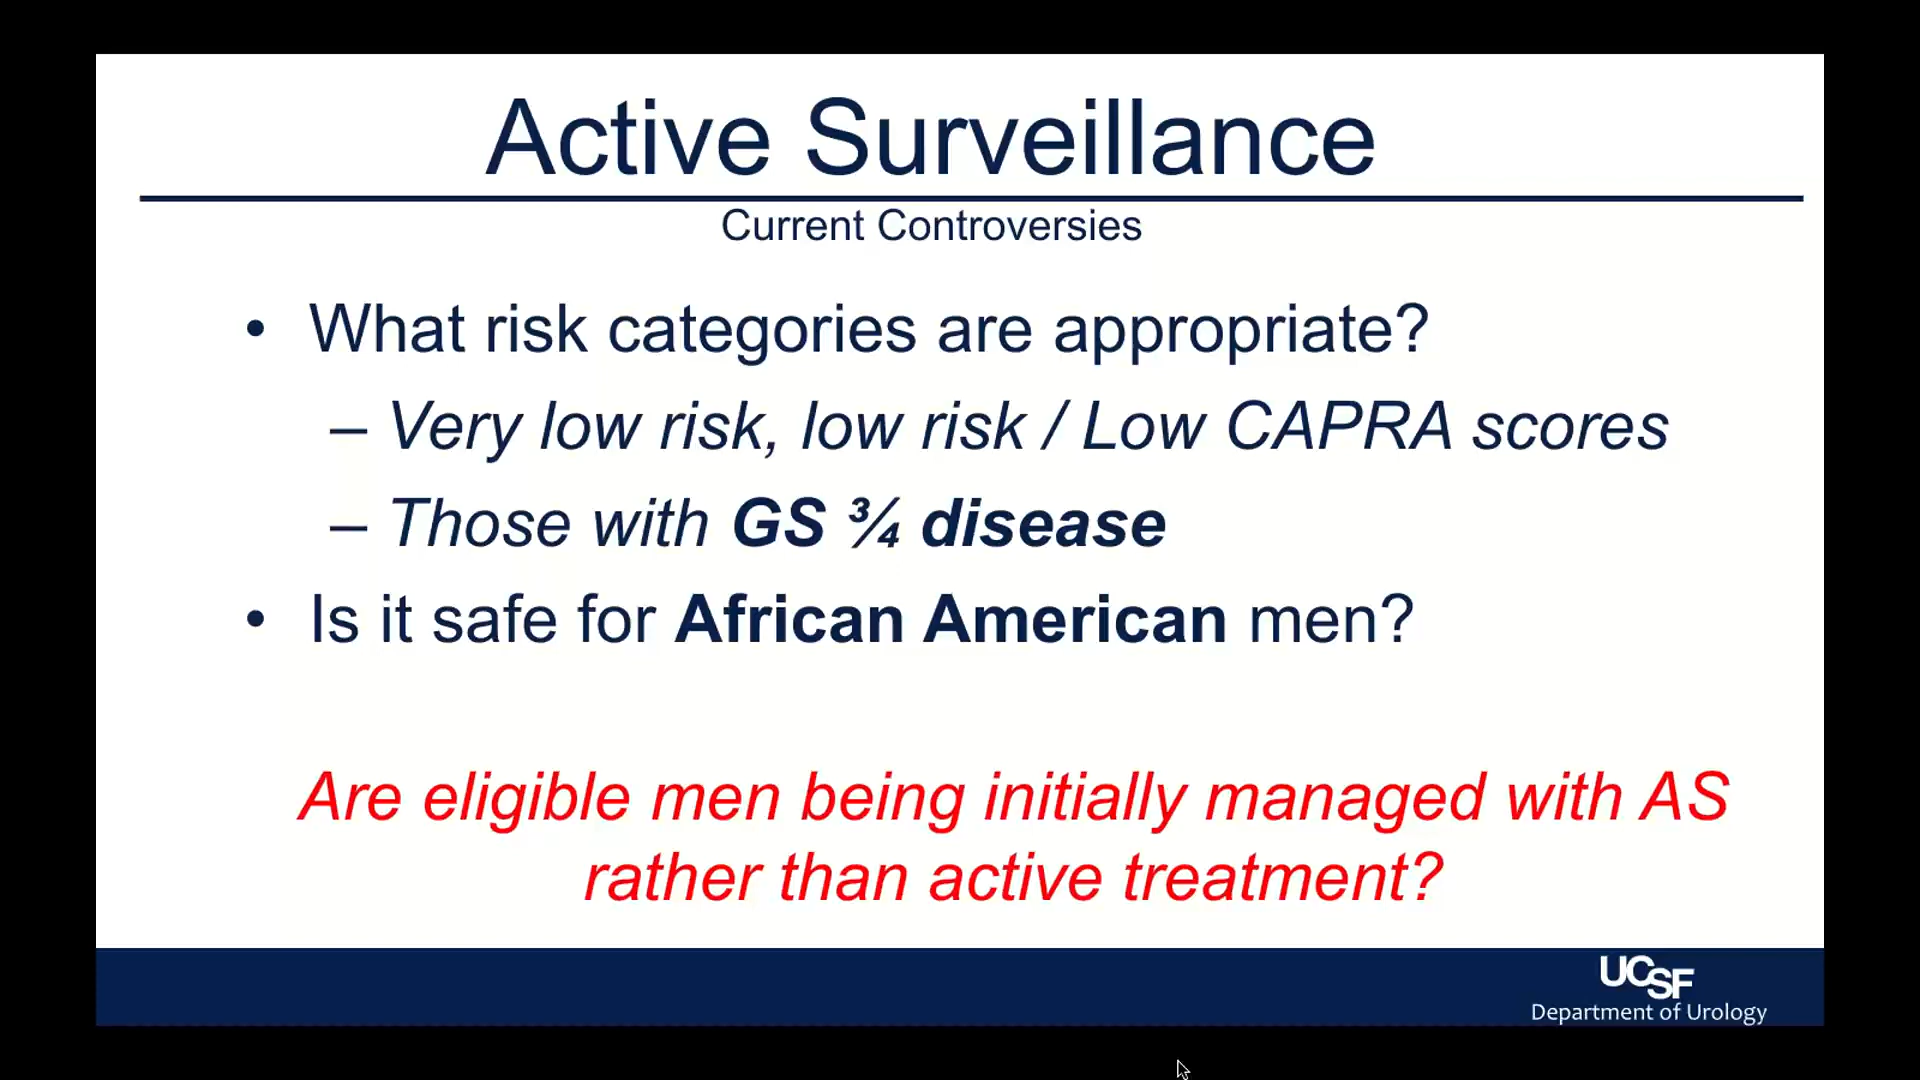 Active Surveillance
Current Controversies
• What risk categories are appropriate?
– Very low risk, low risk / Low CAPRA scores
– Those with GS ¾ disease
• Is it safe for African American men?
Are eligible men being initially managed with AS
rather than active treatment?
UCSF
Department of Urology